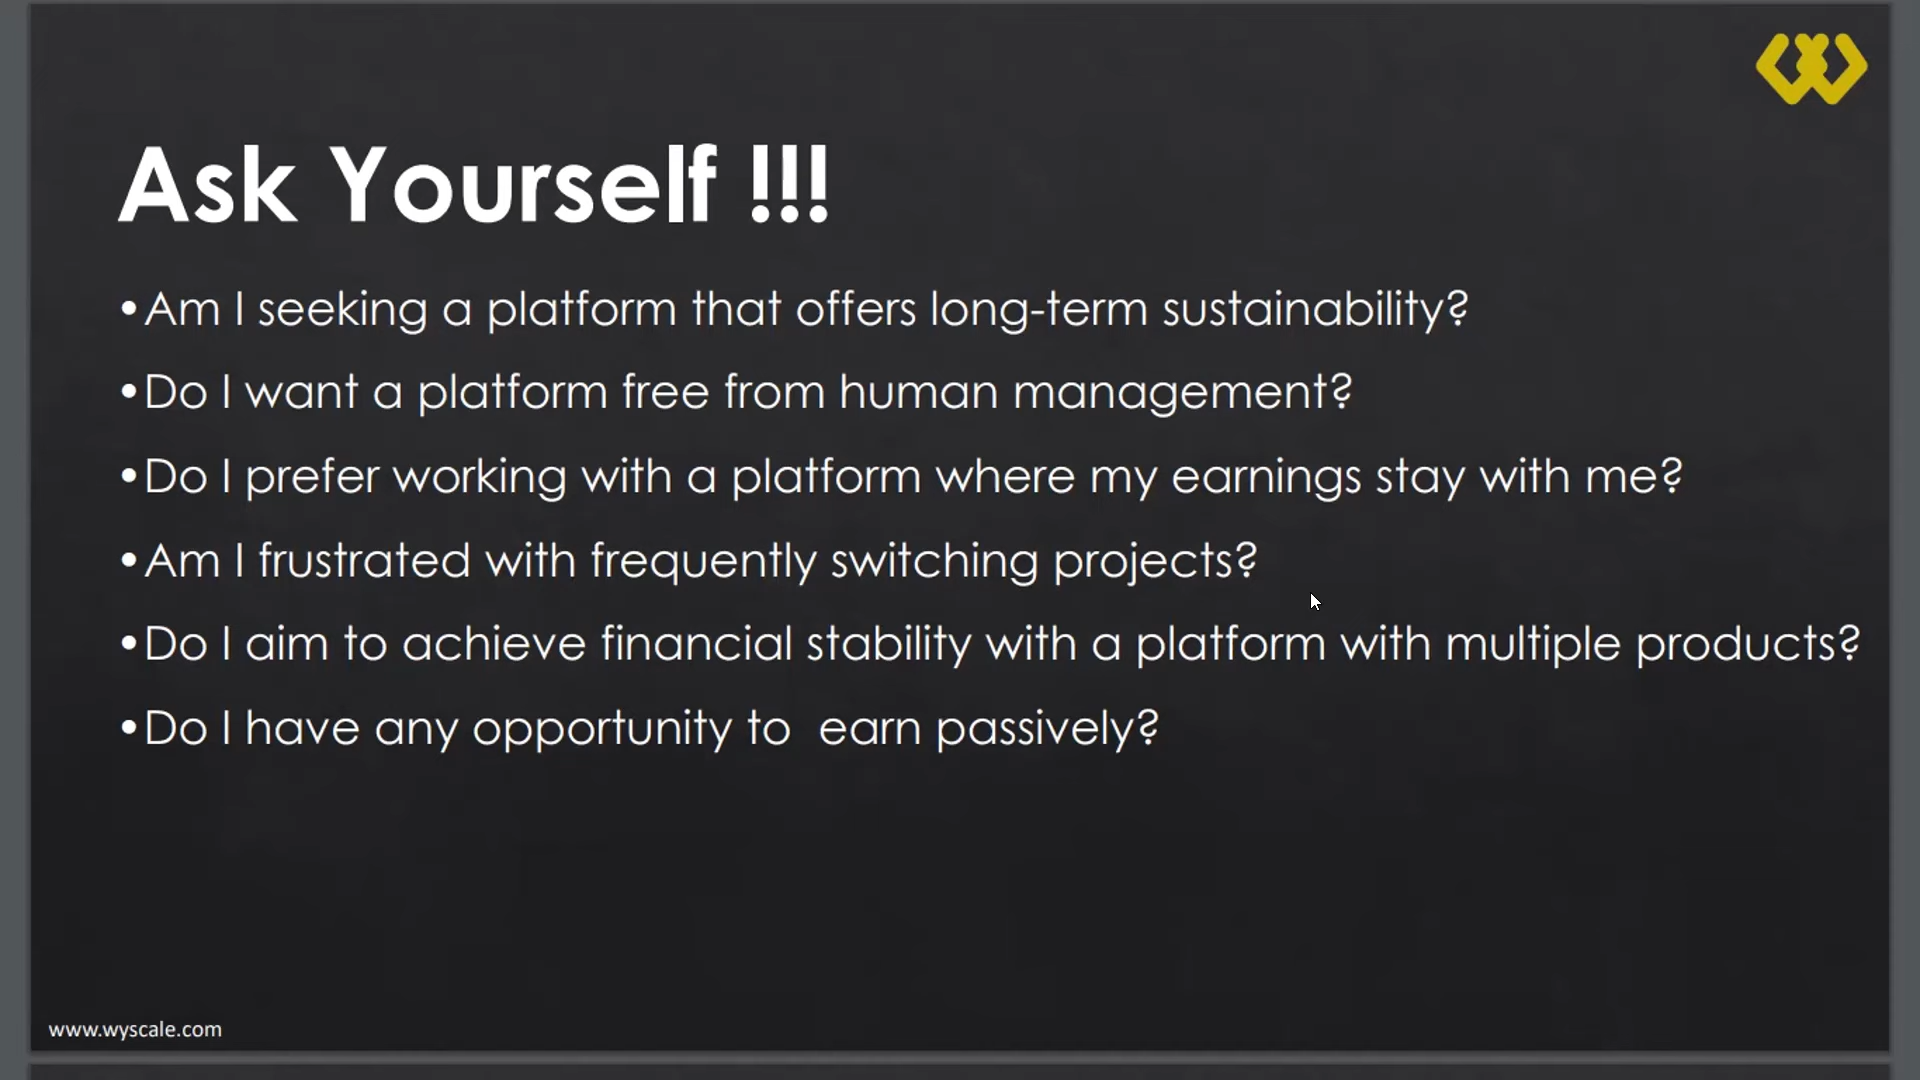 Ask Yourself !!!
•Am I seeking a platform that offers long-term sustainability?
•Do I want a platform free from human management?
•Do I prefer working with a platform where my earnings stay with me?
•Am I frustrated with frequently switching projects?
•Do I aim to achieve financial stability with a platform with multiple products?
•Do I have any opportunity to  earn passively?
www.wyscale.com